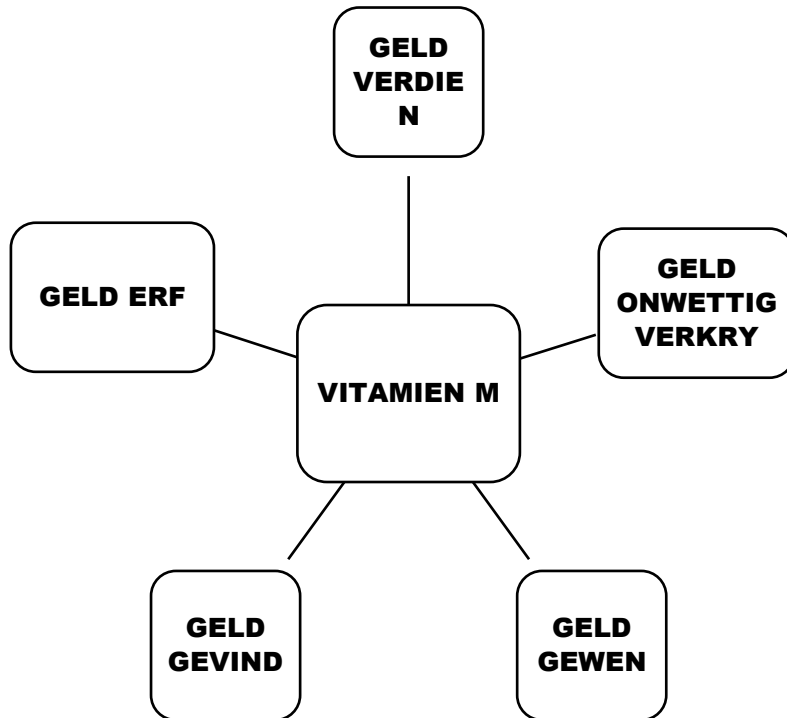 GELD
VERDIE
N
GELD ERF
GELD
ONWETTIG
VERKRY
VITAMIEN M
GELD
GEVIND
GELD
GEWEN